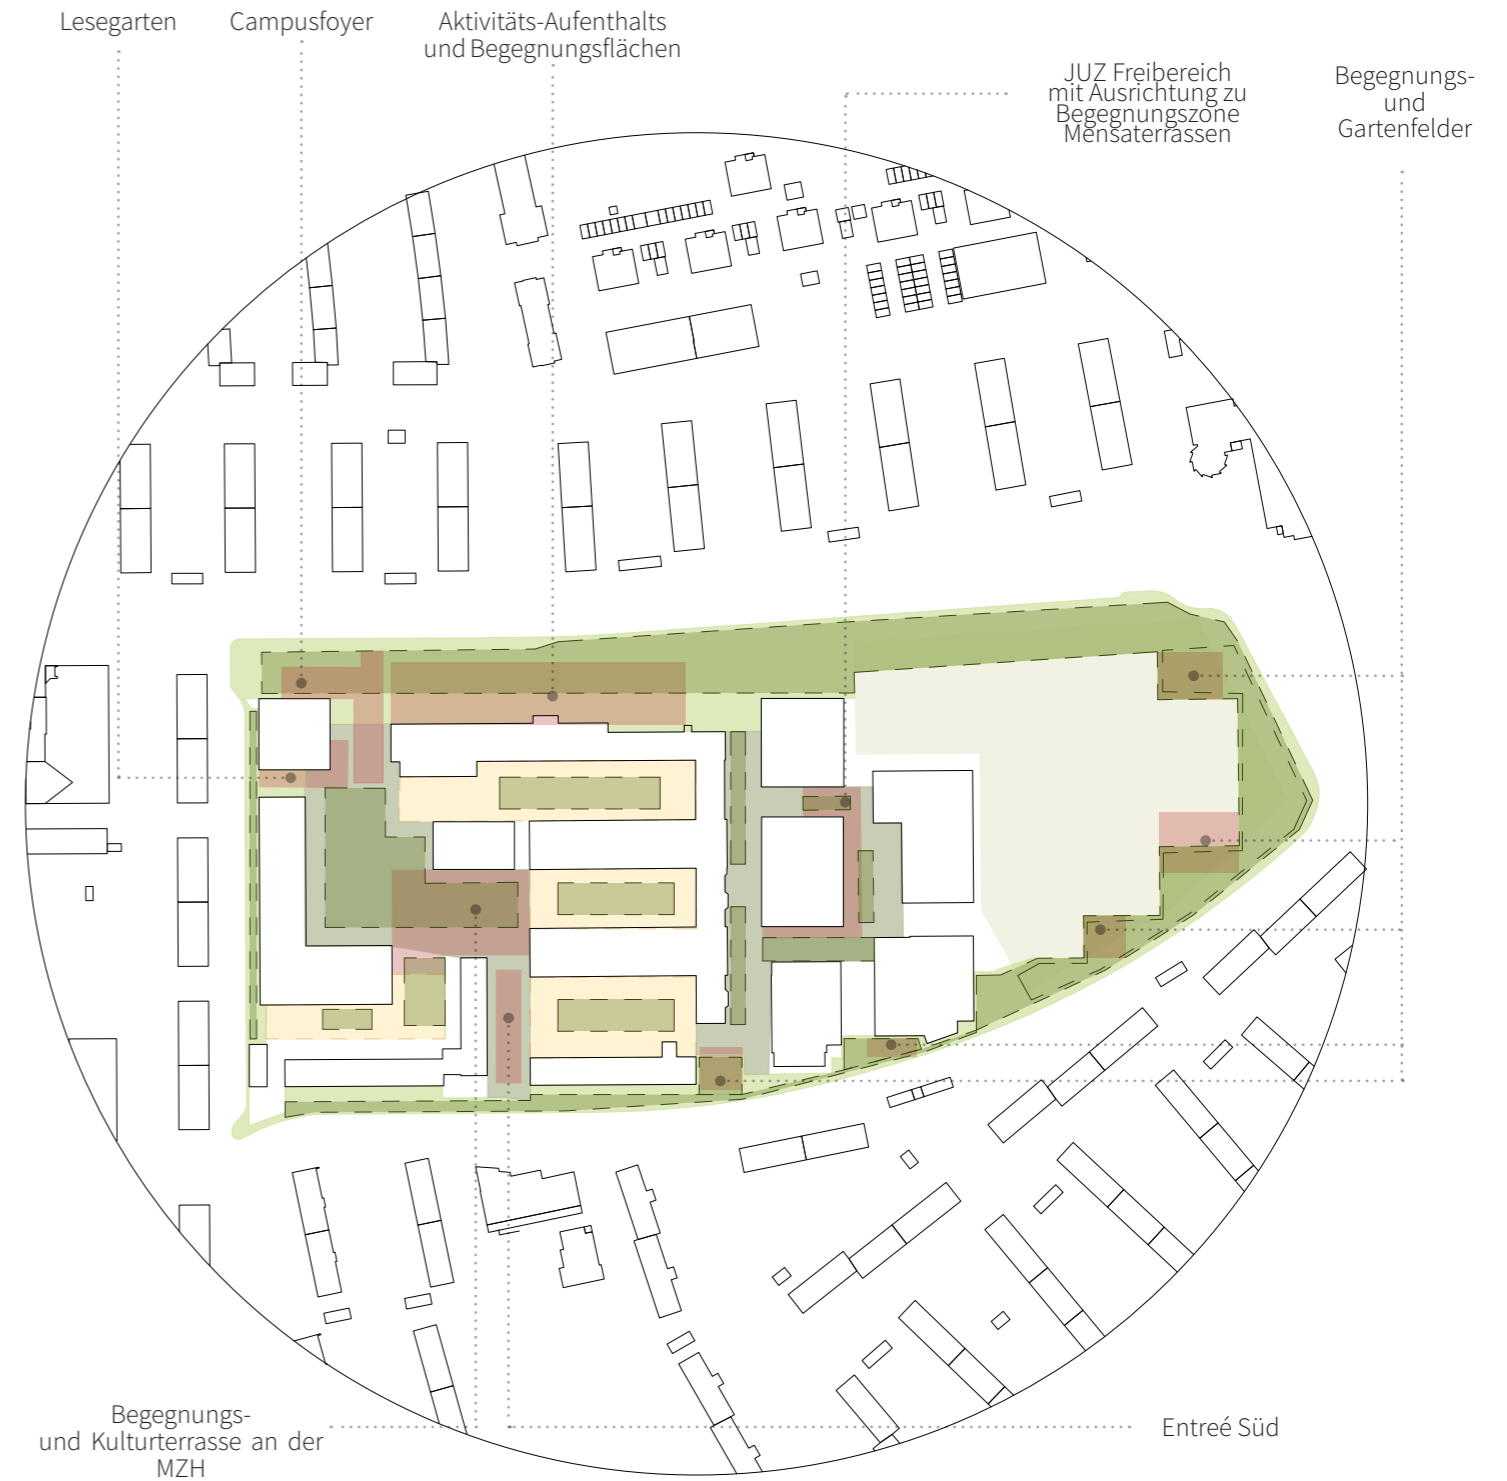 Lesegarten
Campusfoyer
Aktivitäts-Aufenthalts
und Begegnungsflächen
JUZ Freibereich
mit Ausrichtung zu
Begegnungszone
Mensaterrassen
Begegnungs-
und
Gartenfelder
Begegnungs-
und Kulturterrasse an der
MZH
Entreé Süd